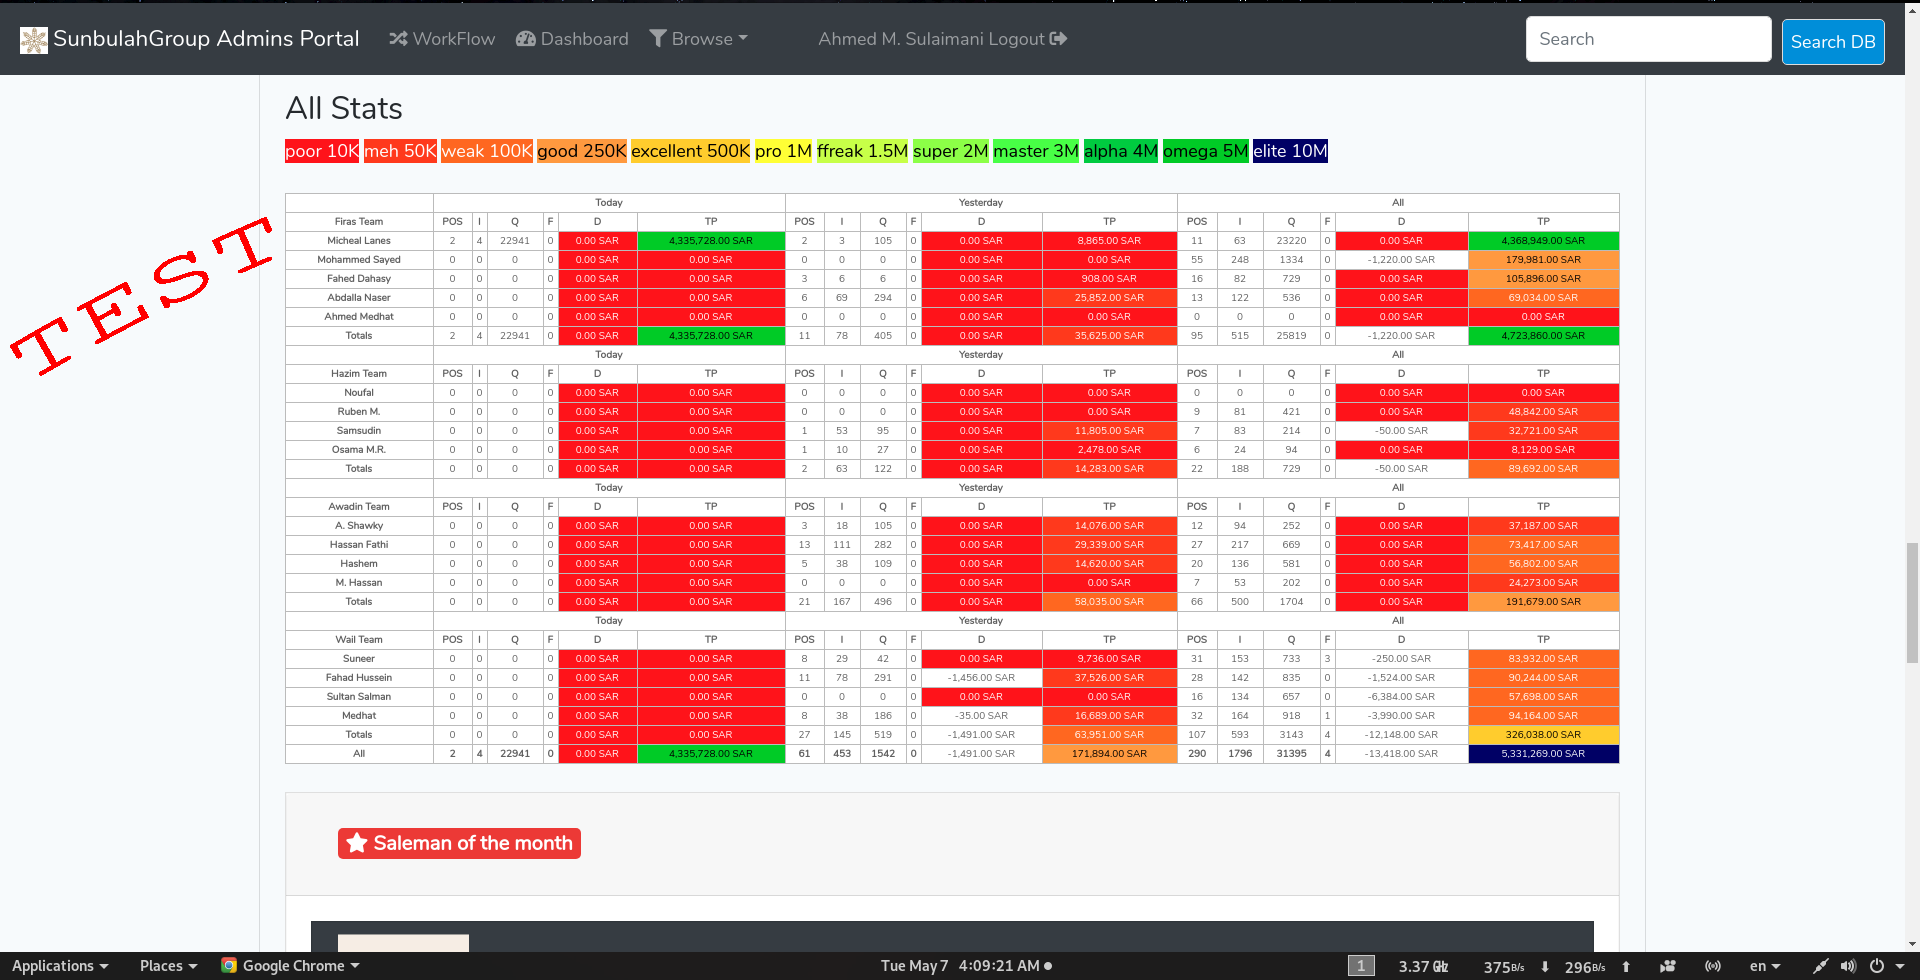 SunbulahGroup Admins Portal WorkFlow Dashboard Browse Ahmed M. Sulaimani Logout Search Search DB
All Stats
poor 10K meh 50K weak 100K good 250K excellent 500K pro 1M ffreak 1.5M super 2M master 3M alpha 4M omega 5M elite 10M
TEST
Today Yesterday All
Firas Team POS I Q F D TP POS I Q F D TP POS I Q F D TP
Micheal Lanes 2 4 22941 0 0.00 SAR 4,335,728.00 SAR 2 3 105 0 0.00 SAR 8,865.00 SAR 11 63 23220 0 0.00 SAR 4,368,949.00 SAR
Mohammed Sayed 0 0 0 0 0.00 SAR 0.00 SAR 0 0 0 0 0.00 SAR 0.00 SAR 55 248 1334 0 -1,220.00 SAR 179,981.00 SAR
Fahed Dahasy 0 0 0 0 0.00 SAR 0.00 SAR 3 6 6 0 0.00 SAR 908.00 SAR 16 82 729 0 0.00 SAR 105,896.00 SAR
Abdalla Naser 0 0 0 0 0.00 SAR 0.00 SAR 6 69 294 0 0.00 SAR 25,852.00 SAR 13 122 536 0 0.00 SAR 69,034.00 SAR
Ahmed Medhat 0 0 0 0 0.00 SAR 0.00 SAR 0 0 0 0 0.00 SAR 0.00 SAR 0 0 0 0 0.00 SAR 0.00 SAR
Totals 2 4 22941 0 0.00 SAR 4,335,728.00 SAR 11 78 405 0 0.00 SAR 35,625.00 SAR 95 515 25819 0 -1,220.00 SAR 4,723,860.00 SAR
Today Yesterday All
Hazim Team POS I Q F D TP POS I Q F D TP POS I Q F D TP
Noufal 0 0 0 0 0.00 SAR 0.00 SAR 0 0 0 0 0.00 SAR 0.00 SAR 0 0 0 0 0.00 SAR 0.00 SAR
Ruben M. 0 0 0 0 0.00 SAR 0.00 SAR 0 0 0 0 0.00 SAR 0.00 SAR 9 81 421 0 0.00 SAR 48,842.00 SAR
Samsudin 0 0 0 0 0.00 SAR 0.00 SAR 1 53 95 0 0.00 SAR 11,805.00 SAR 7 83 214 0 -50.00 SAR 32,721.00 SAR
Osama M.R. 0 0 0 0 0.00 SAR 0.00 SAR 1 10 27 0 0.00 SAR 2,478.00 SAR 6 24 94 0 0.00 SAR 8,129.00 SAR
Totals 0 0 0 0 0.00 SAR 0.00 SAR 2 63 122 0 0.00 SAR 14,283.00 SAR 22 188 729 0 -50.00 SAR 89,692.00 SAR
Today Yesterday All
Awadin Team POS I Q F D TP POS I Q F D TP POS I Q F D TP
A. Shawky 0 0 0 0 0.00 SAR 0.00 SAR 3 18 105 0 0.00 SAR 14,076.00 SAR 12 94 252 0 0.00 SAR 37,187.00 SAR
Hassan Fathi 0 0 0 0 0.00 SAR 0.00 SAR 13 111 282 0 0.00 SAR 29,339.00 SAR 27 217 669 0 0.00 SAR 73,417.00 SAR
Hashem 0 0 0 0 0.00 SAR 0.00 SAR 5 38 109 0 0.00 SAR 14,620.00 SAR 20 136 581 0 0.00 SAR 56,802.00 SAR
M. Hassan 0 0 0 0 0.00 SAR 0.00 SAR 0 0 0 0 0.00 SAR 0.00 SAR 7 53 202 0 0.00 SAR 24,273.00 SAR
Totals 0 0 0 0 0.00 SAR 0.00 SAR 21 167 496 0 0.00 SAR 58,035.00 SAR 66 500 1704 0 0.00 SAR 191,679.00 SAR
Today Yesterday All
Wail Team POS I Q F D TP POS I Q F D TP POS I Q F D TP
Suneer 0 0 0 0 0.00 SAR 0.00 SAR 8 29 42 0 0.00 SAR 9,736.00 SAR 31 153 733 3 -250.00 SAR 83,932.00 SAR
Fahad Hussein 0 0 0 0 0.00 SAR 0.00 SAR 11 78 291 0 -1,456.00 SAR 37,526.00 SAR 28 142 835 0 -1,524.00 SAR 90,244.00 SAR
Sultan Salman 0 0 0 0 0.00 SAR 0.00 SAR 0 0 0 0 0.00 SAR 0.00 SAR 16 134 657 0 -6,384.00 SAR 57,698.00 SAR
Medhat 0 0 0 0 0.00 SAR 0.00 SAR 8 38 186 0 -35.00 SAR 16,689.00 SAR 32 164 918 1 -3,990.00 SAR 94,164.00 SAR
Totals 0 0 0 0 0.00 SAR 0.00 SAR 27 145 519 0 -1,491.00 SAR 63,951.00 SAR 107 593 3143 4 -12,148.00 SAR 326,038.00 SAR
All 2 4 22941 0 0.00 SAR 4,335,728.00 SAR 61 453 1542 0 -1,491.00 SAR 171,894.00 SAR 290 1796 31395 4 -13,418.00 SAR 5,331,269.00 SAR
Saleman of the month
Applications Places Google Chrome Tue May 7 4:09:21 AM 1 3.37 GHz 375B/s 296B/s en